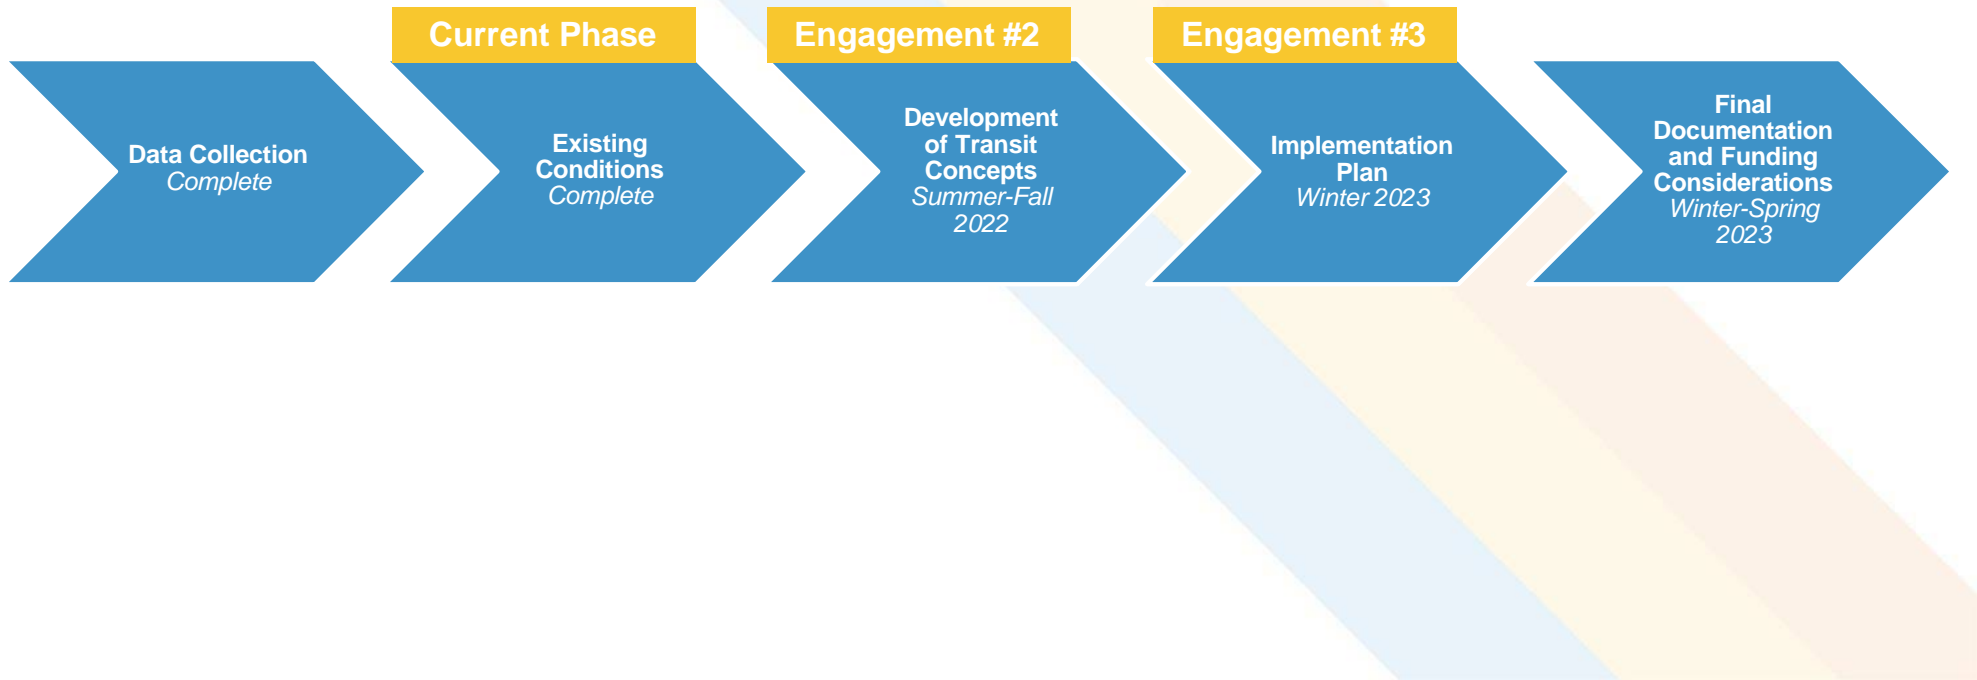 Current Phase
Engagement #2
Engagement #3
Data Collection
Complete
Existing
Conditions
Complete
Development
of Transit
Concepts
Summer-Fall
2022
Implementation
Plan
Winter 2023
Final
Documentation
and Funding
Considerations
Winter-Spring
2023